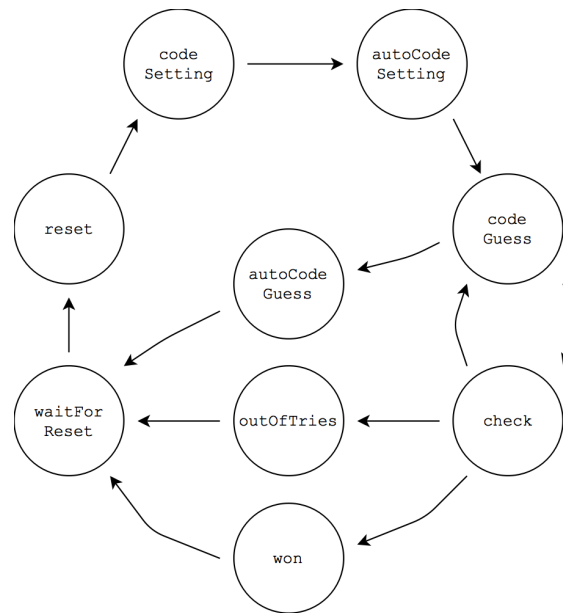 code
Setting
autoCode
Setting
reset
code
Guess
autoCode
Guess
waitFor
Reset
outOfTries
check
won